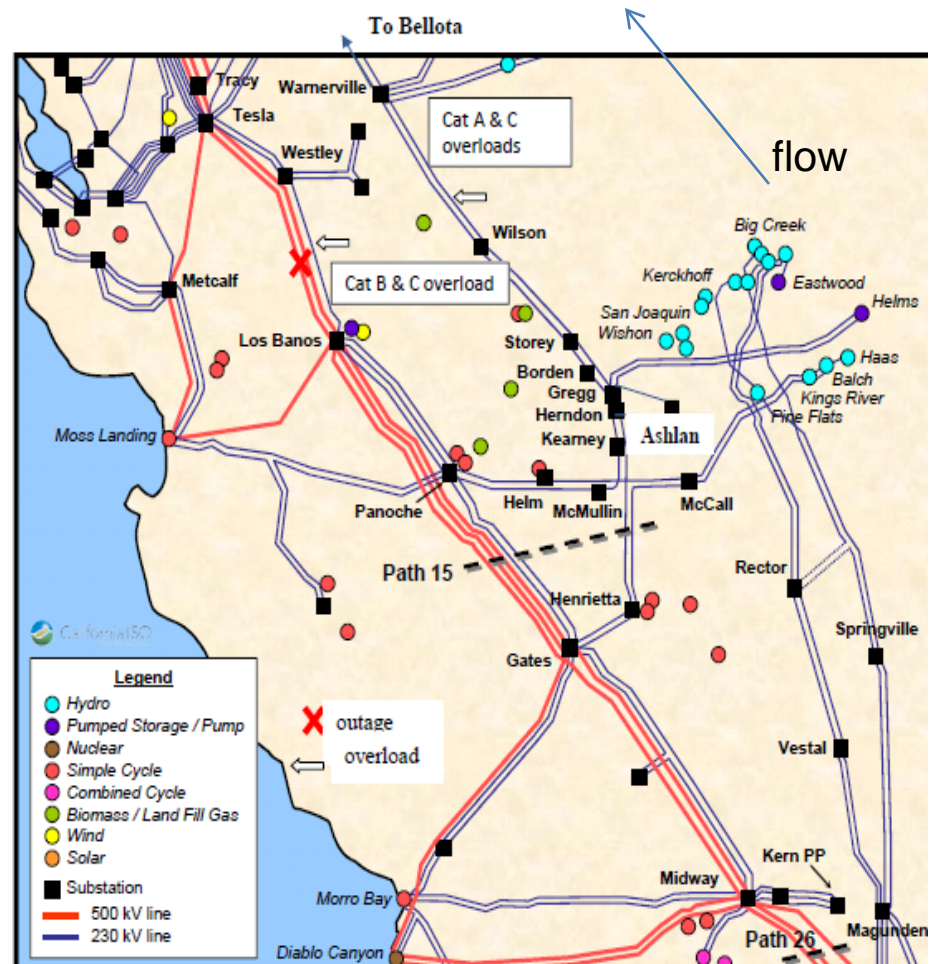 To Bellota
Tracy
Warnerville
Tesla
Cat A & C
overloads
flow
Westley
Wilson
Big Creek
Kerckhoff
Eastwood
Cat B & C overload
Metcalf
Helms
San Joaquin
Wishon
Los Banos
Storey
Haas
Borden
Balch
Gregg
Kings River
Herndon
Pine Flats
Moss Landing
Kearney
Ashlan
Panoche
Helm
McMullin
McCall
Path 15
Rector
Henrietta
Springville
CaliforniaISO
Gates
Legend
Hydro
Pumped Storage / Pump
Nuclear
Simple Cycle
Combined Cycle
Biomass / Land Fill Gas
Wind
Solar
Substation
500 kV line
230 kV line
outage
overload
Vestal
Kern PP
Midway
Morro Bay
Magunden
Path 26
Diablo Canyon